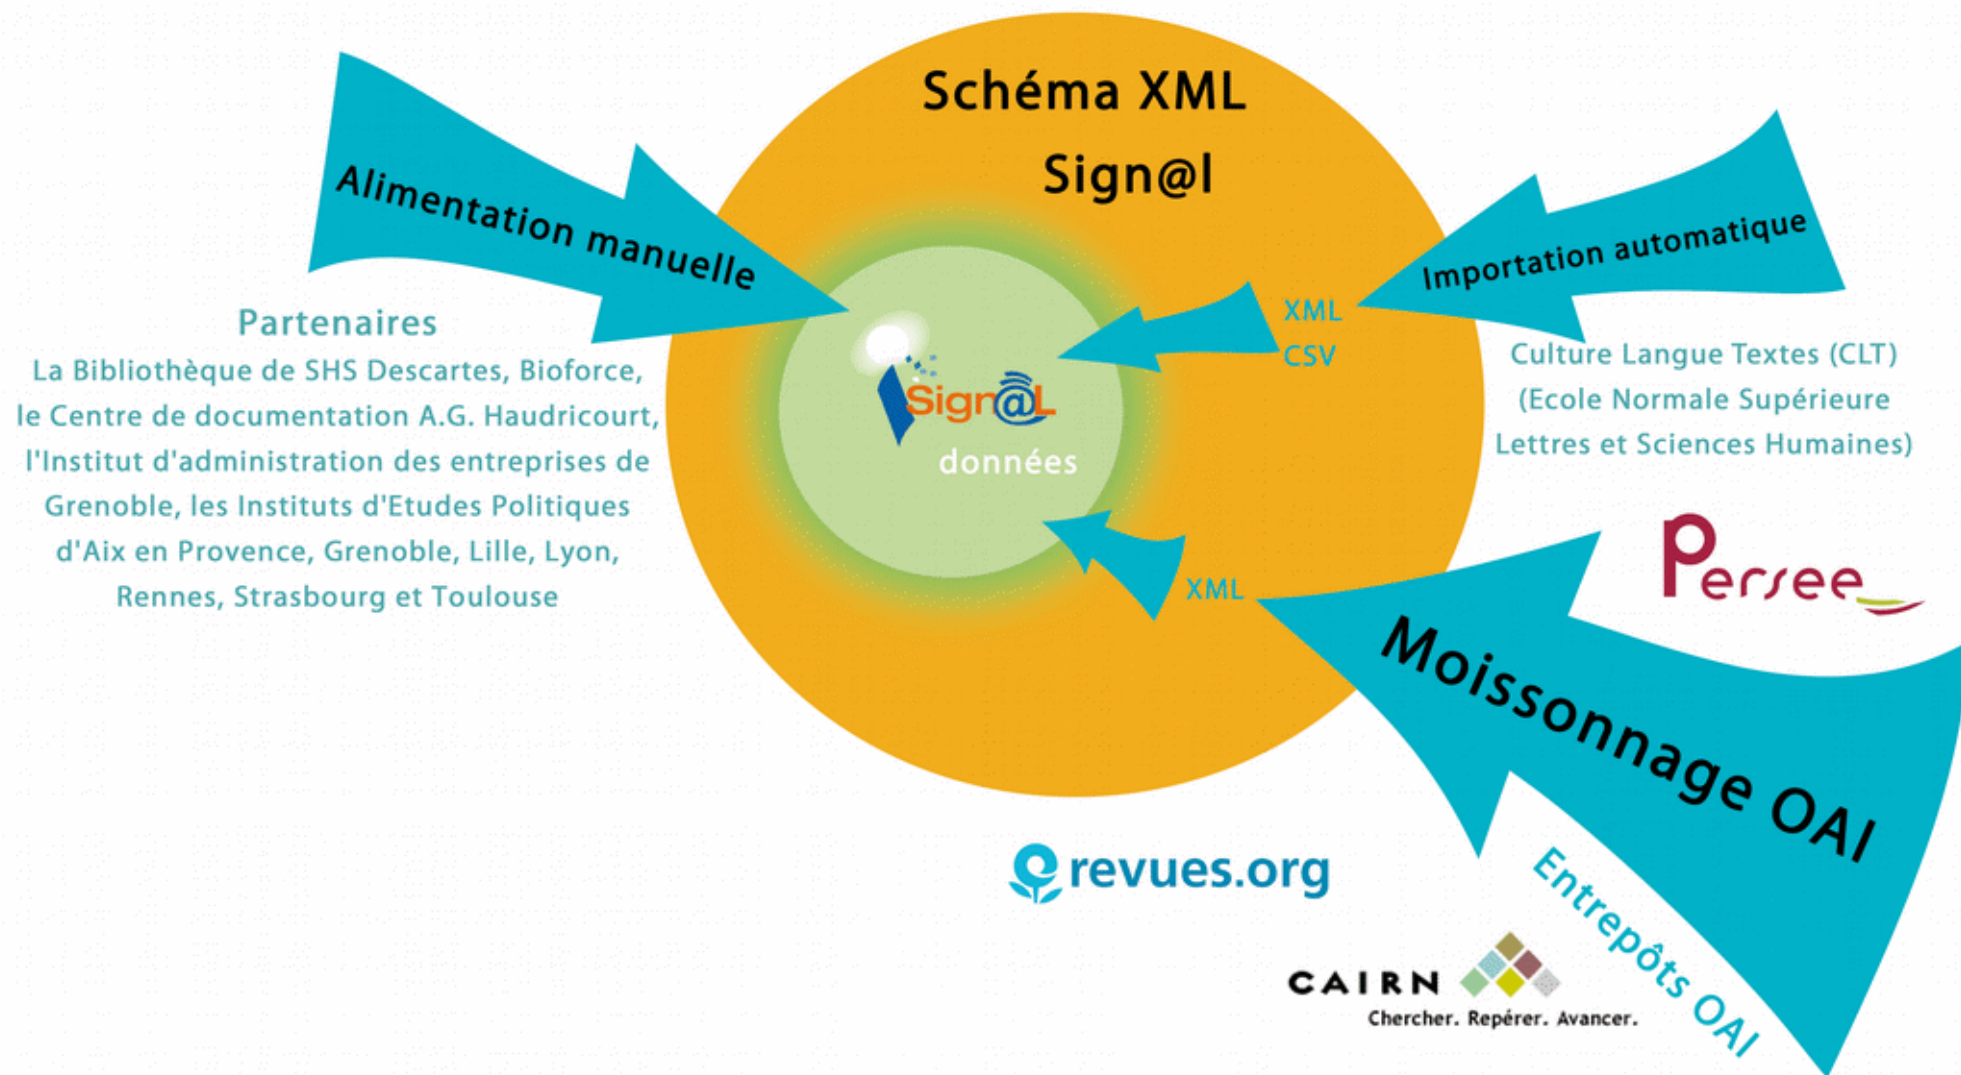 Schéma XML
Sign@l
Alimentation manuelle
Importation automatique
Partenaires
La Bibliothèque de SHS Descartes, Bioforce,
le Centre de documentation A.G. Haudricourt,
l'Institut d'administration des entreprises de
Grenoble, les Instituts d'Etudes Politiques
d'Aix en Provence, Grenoble, Lille, Lyon,
Rennes, Strasbourg et Toulouse
XML
CSV
Sign@L
données
XML
Culture Langue Textes (CLT)
(Ecole Normale Supérieure
Lettres et Sciences Humaines)
Persee
Moissonnage OAI
Entrepôts OAI
revues.org
CAIRN
Chercher. Repérer. Avancer.